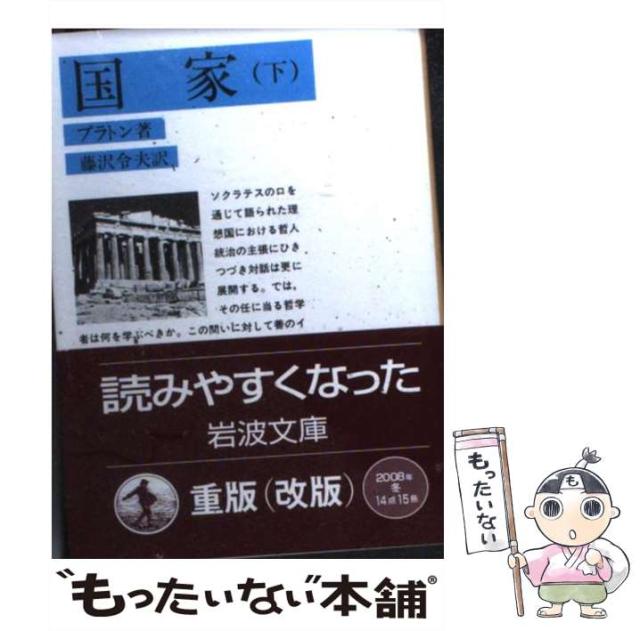 国 家（下）
プラトン著
藤沢令夫訳
ソクラテスの口を
通じて語られた理
想国における哲人
統治の主張にひき
つづき対話は更に
展開する。では、
その任に当る哲学
者は何を学ぶべきか。この問いに対して善のイ
読みやすくなった
岩波文庫
重版（改版）
2008年
冬
14点15冊
もったいない
も
"もったいない"本舗®